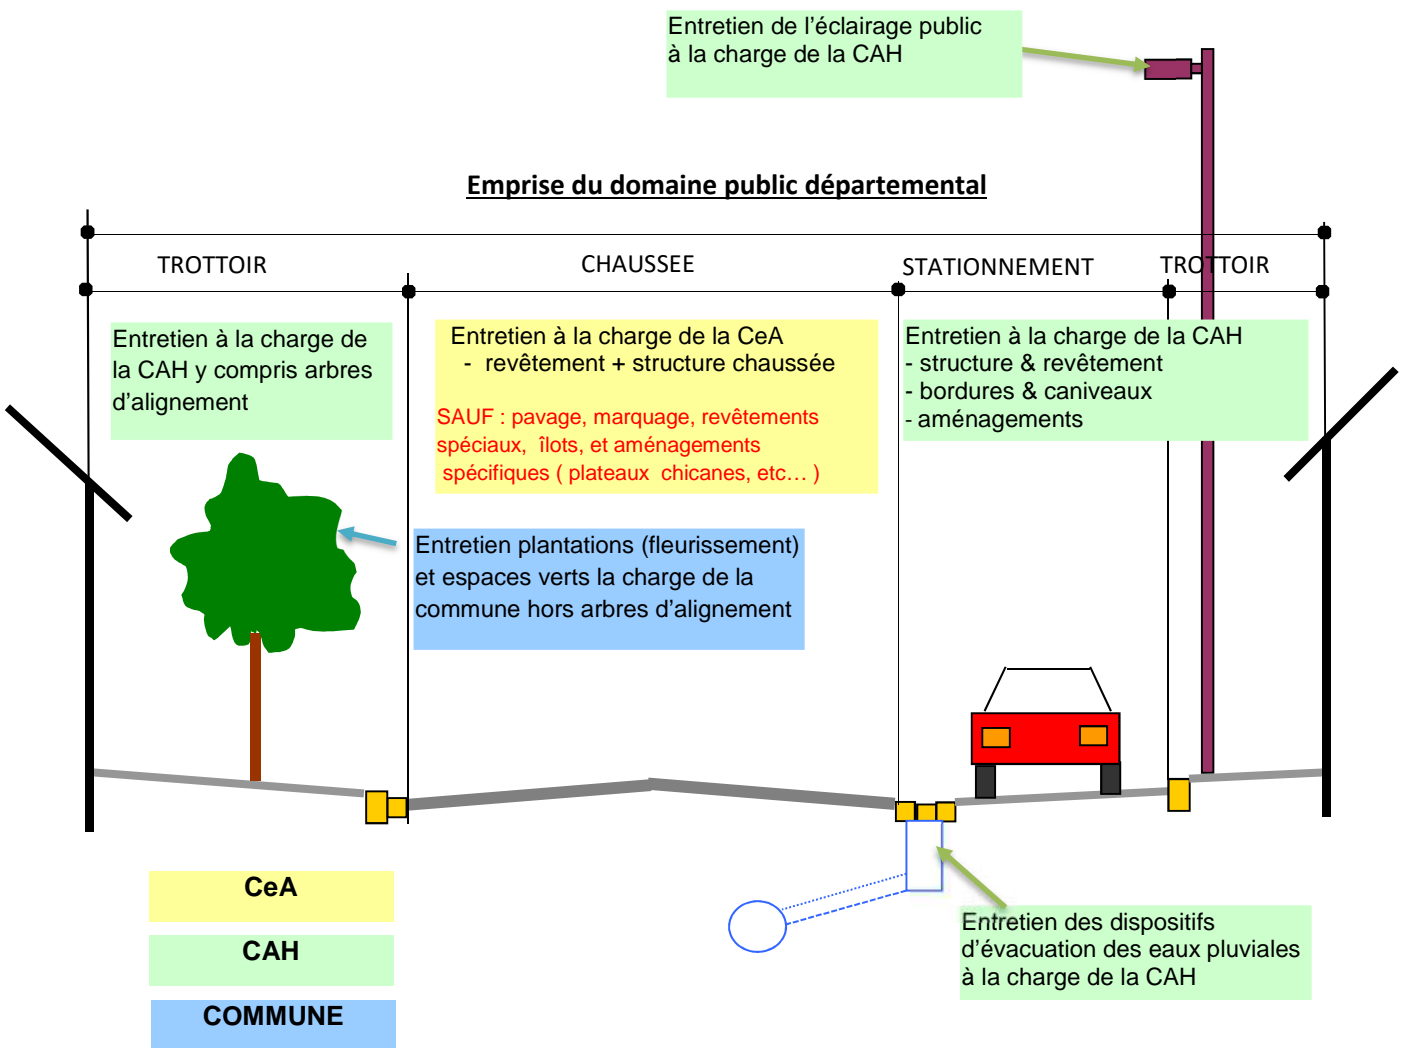 Entretien de l'éclairage public
à la charge de la CAH
Emprise du domaine public départemental
TROTTOIR
CHAUSSEE
STATIONNEMENT
TROTTOIR
Entretien à la charge de
la CAH y compris arbres
d'alignement
Entretien à la charge de la CeA
- revêtement + structure chaussée
SAUF : pavage, marquage, revêtements
spéciaux, îlots, et aménagements
spécifiques ( plateaux chicanes, etc… )
Entretien à la charge de la CAH
- structure & revêtement
- bordures & caniveaux
- aménagements
Entretien plantations (fleurissement)
et espaces verts la charge de la
commune hors arbres d'alignement
Entretien des dispositifs
d'évacuation des eaux pluviales
à la charge de la CAH
CeA
CAH
COMMUNE